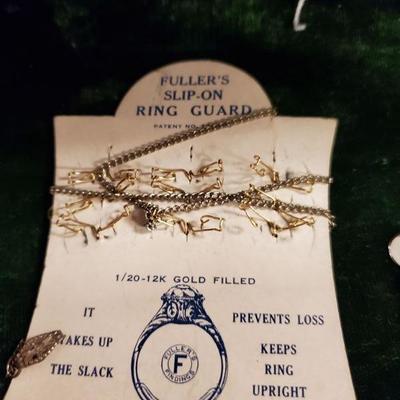 FULLER'S
SLIP-ON
RING GUARD
PATENT NO.
1/20-12K GOLD FILLED
IT
TAKES UP
THE SLACK
FULLER'S
F
FINDINGS
PREVENTS LOSS
KEEPS
RING
UPRIGHT